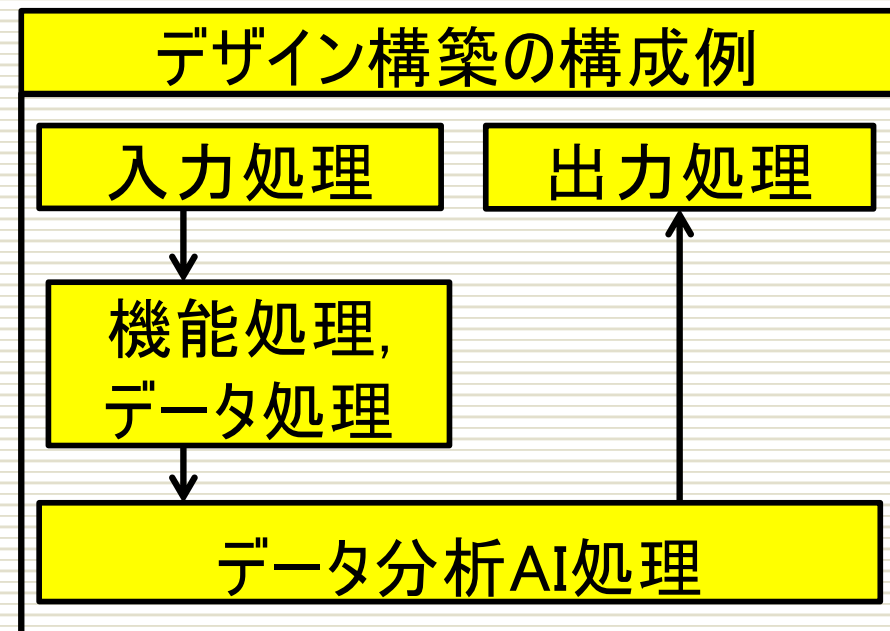 デザイン構築の構成例
入力処理
出力処理
機能処理,
データ処理
データ分析AI処理